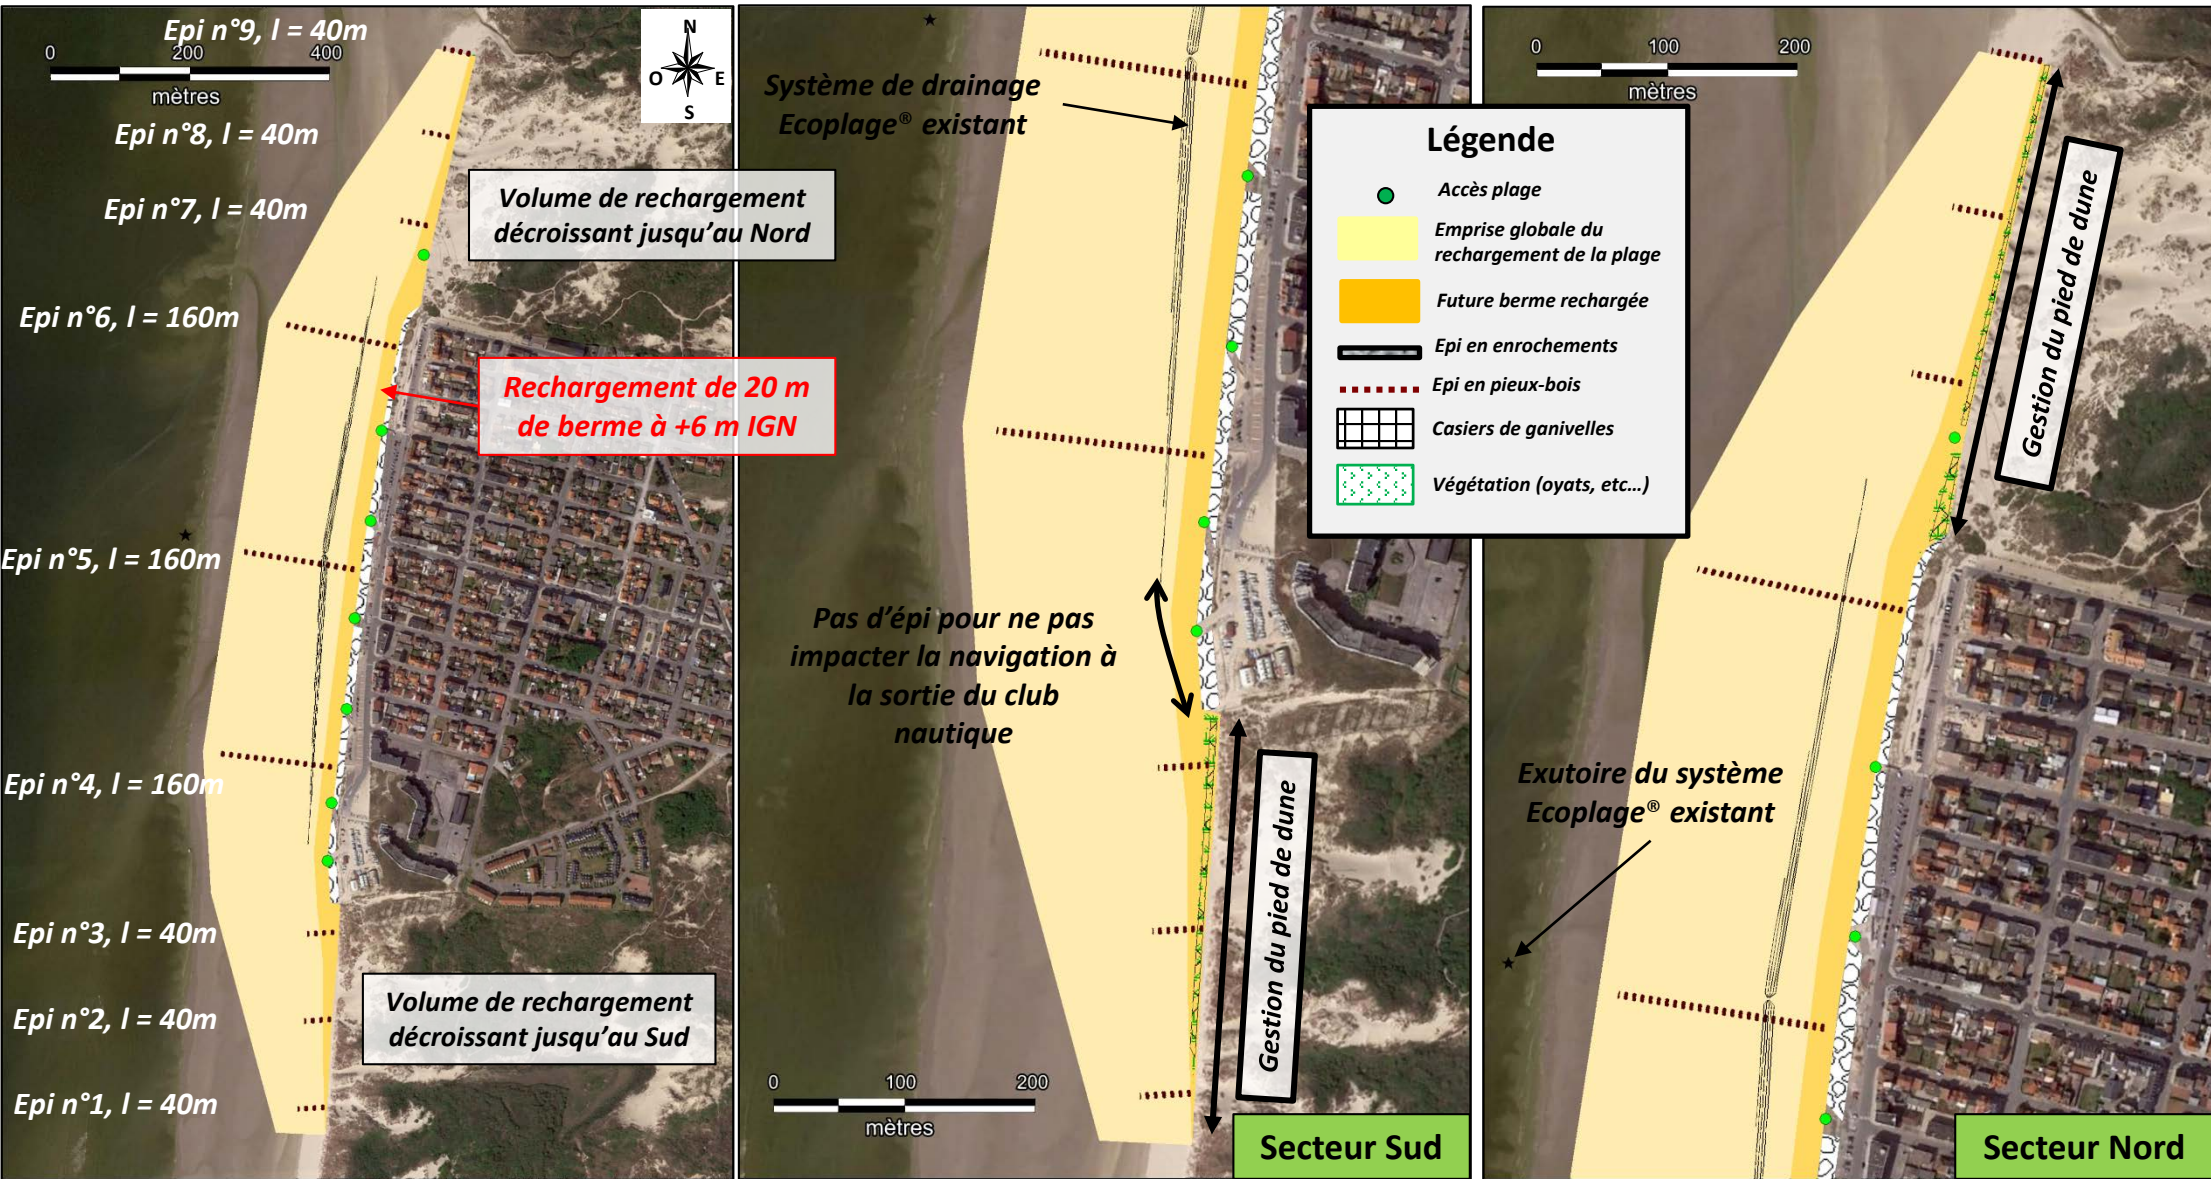 Epi n°9, l = 40m
0 200 400
mètres
N
O E
S
Epi n°8, l = 40m
Volume de rechargement
décroissant jusqu'au Nord
Epi n°7, l = 40m
Epi n°6, l = 160m
Rechargement de 20 m
de berme à +6 m IGN
Epi n°5, l = 160m
Epi n°4, l = 160m
Epi n°3, l = 40m
Volume de rechargement
décroissant jusqu'au Sud
Epi n°2, l = 40m
Epi n°1, l = 40m
Système de drainage
Ecoplage® existant
Pas d'épi pour ne pas
impacter la navigation à
la sortie du club
nautique
Gestion du pied de dune
0 100 200
mètres
Secteur Sud
Légende
Accès plage
Emprise globale du
rechargement de la plage
Future berme rechargée
Epi en enrochements
Epi en pieux-bois
Casiers de ganivelles
Végétation (oyats, etc...)
0 100 200
mètres
Gestion du pied de dune
Exutoire du système
Ecoplage® existant
Secteur Nord